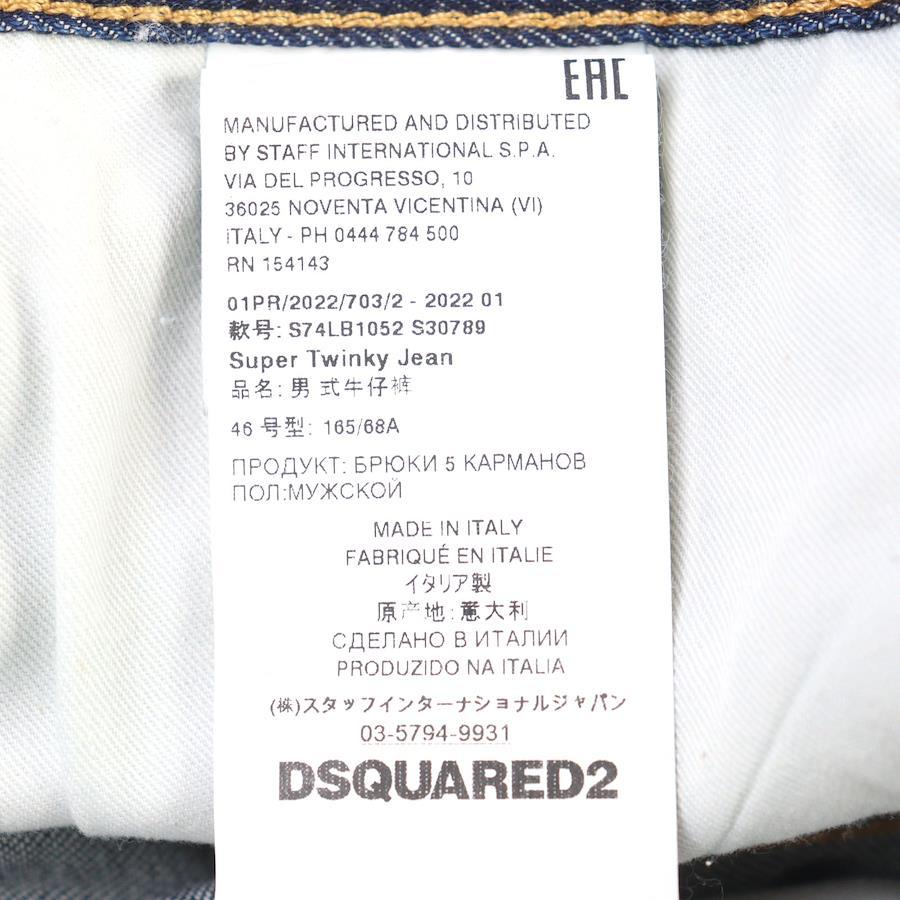 EAC
MANUFACTURED AND DISTRIBUTED
BY STAFF INTERNATIONAL S.P.A.
VIA DEL PROGRESSO, 10
36025 NOVENTA VICENTINA (VI)
ITALY - PH 0444 784 500
RN 154143
01PR/2022/703/2 - 2022 01
款号: S74LB1052 S30789
Super Twinky Jean
品名: 男式牛仔裤
46 号型: 165/68A
ПРОДУКТ: БРЮКИ 5 КАРМАНОВ
ПОЛ:МУЖСКОЙ
MADE IN ITALY
FABRIQUÉ EN ITALIE
イタリア製
原产地:意大利
СДЕЛАНО В ИТАЛИИ
PRODUZIDO NA ITALIA
(株)スタッフインターナショナルジャパン
03-5794-9931
DSQUARED2